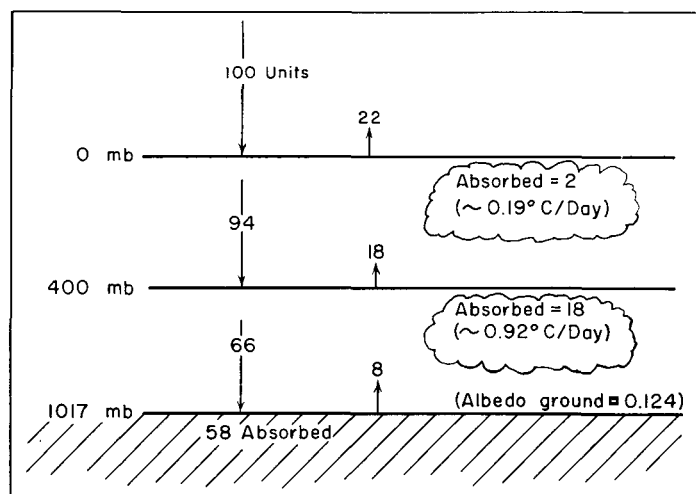 100 Units
22
0 mb
Absorbed = 2
(~ 0.19° C/Day)
94
18
400 mb
Absorbed = 18
(~ 0.92° C/Day)
66
8
1017 mb
(Albedo ground = 0.124)
58 Absorbed